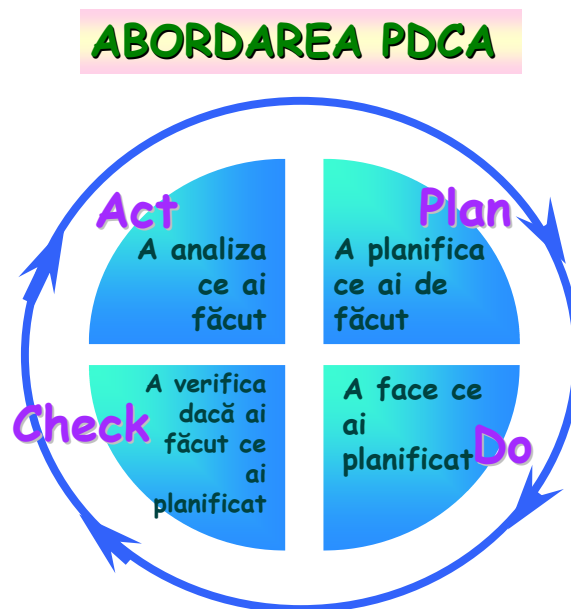 ABORDAREA PDCA
Plan
A planifica
ce ai de
făcut
Do
A face ce
ai
planificat
Check
A verifica
dacă ai
făcut ce
ai
planificat
Act
A analiza
ce ai
făcut